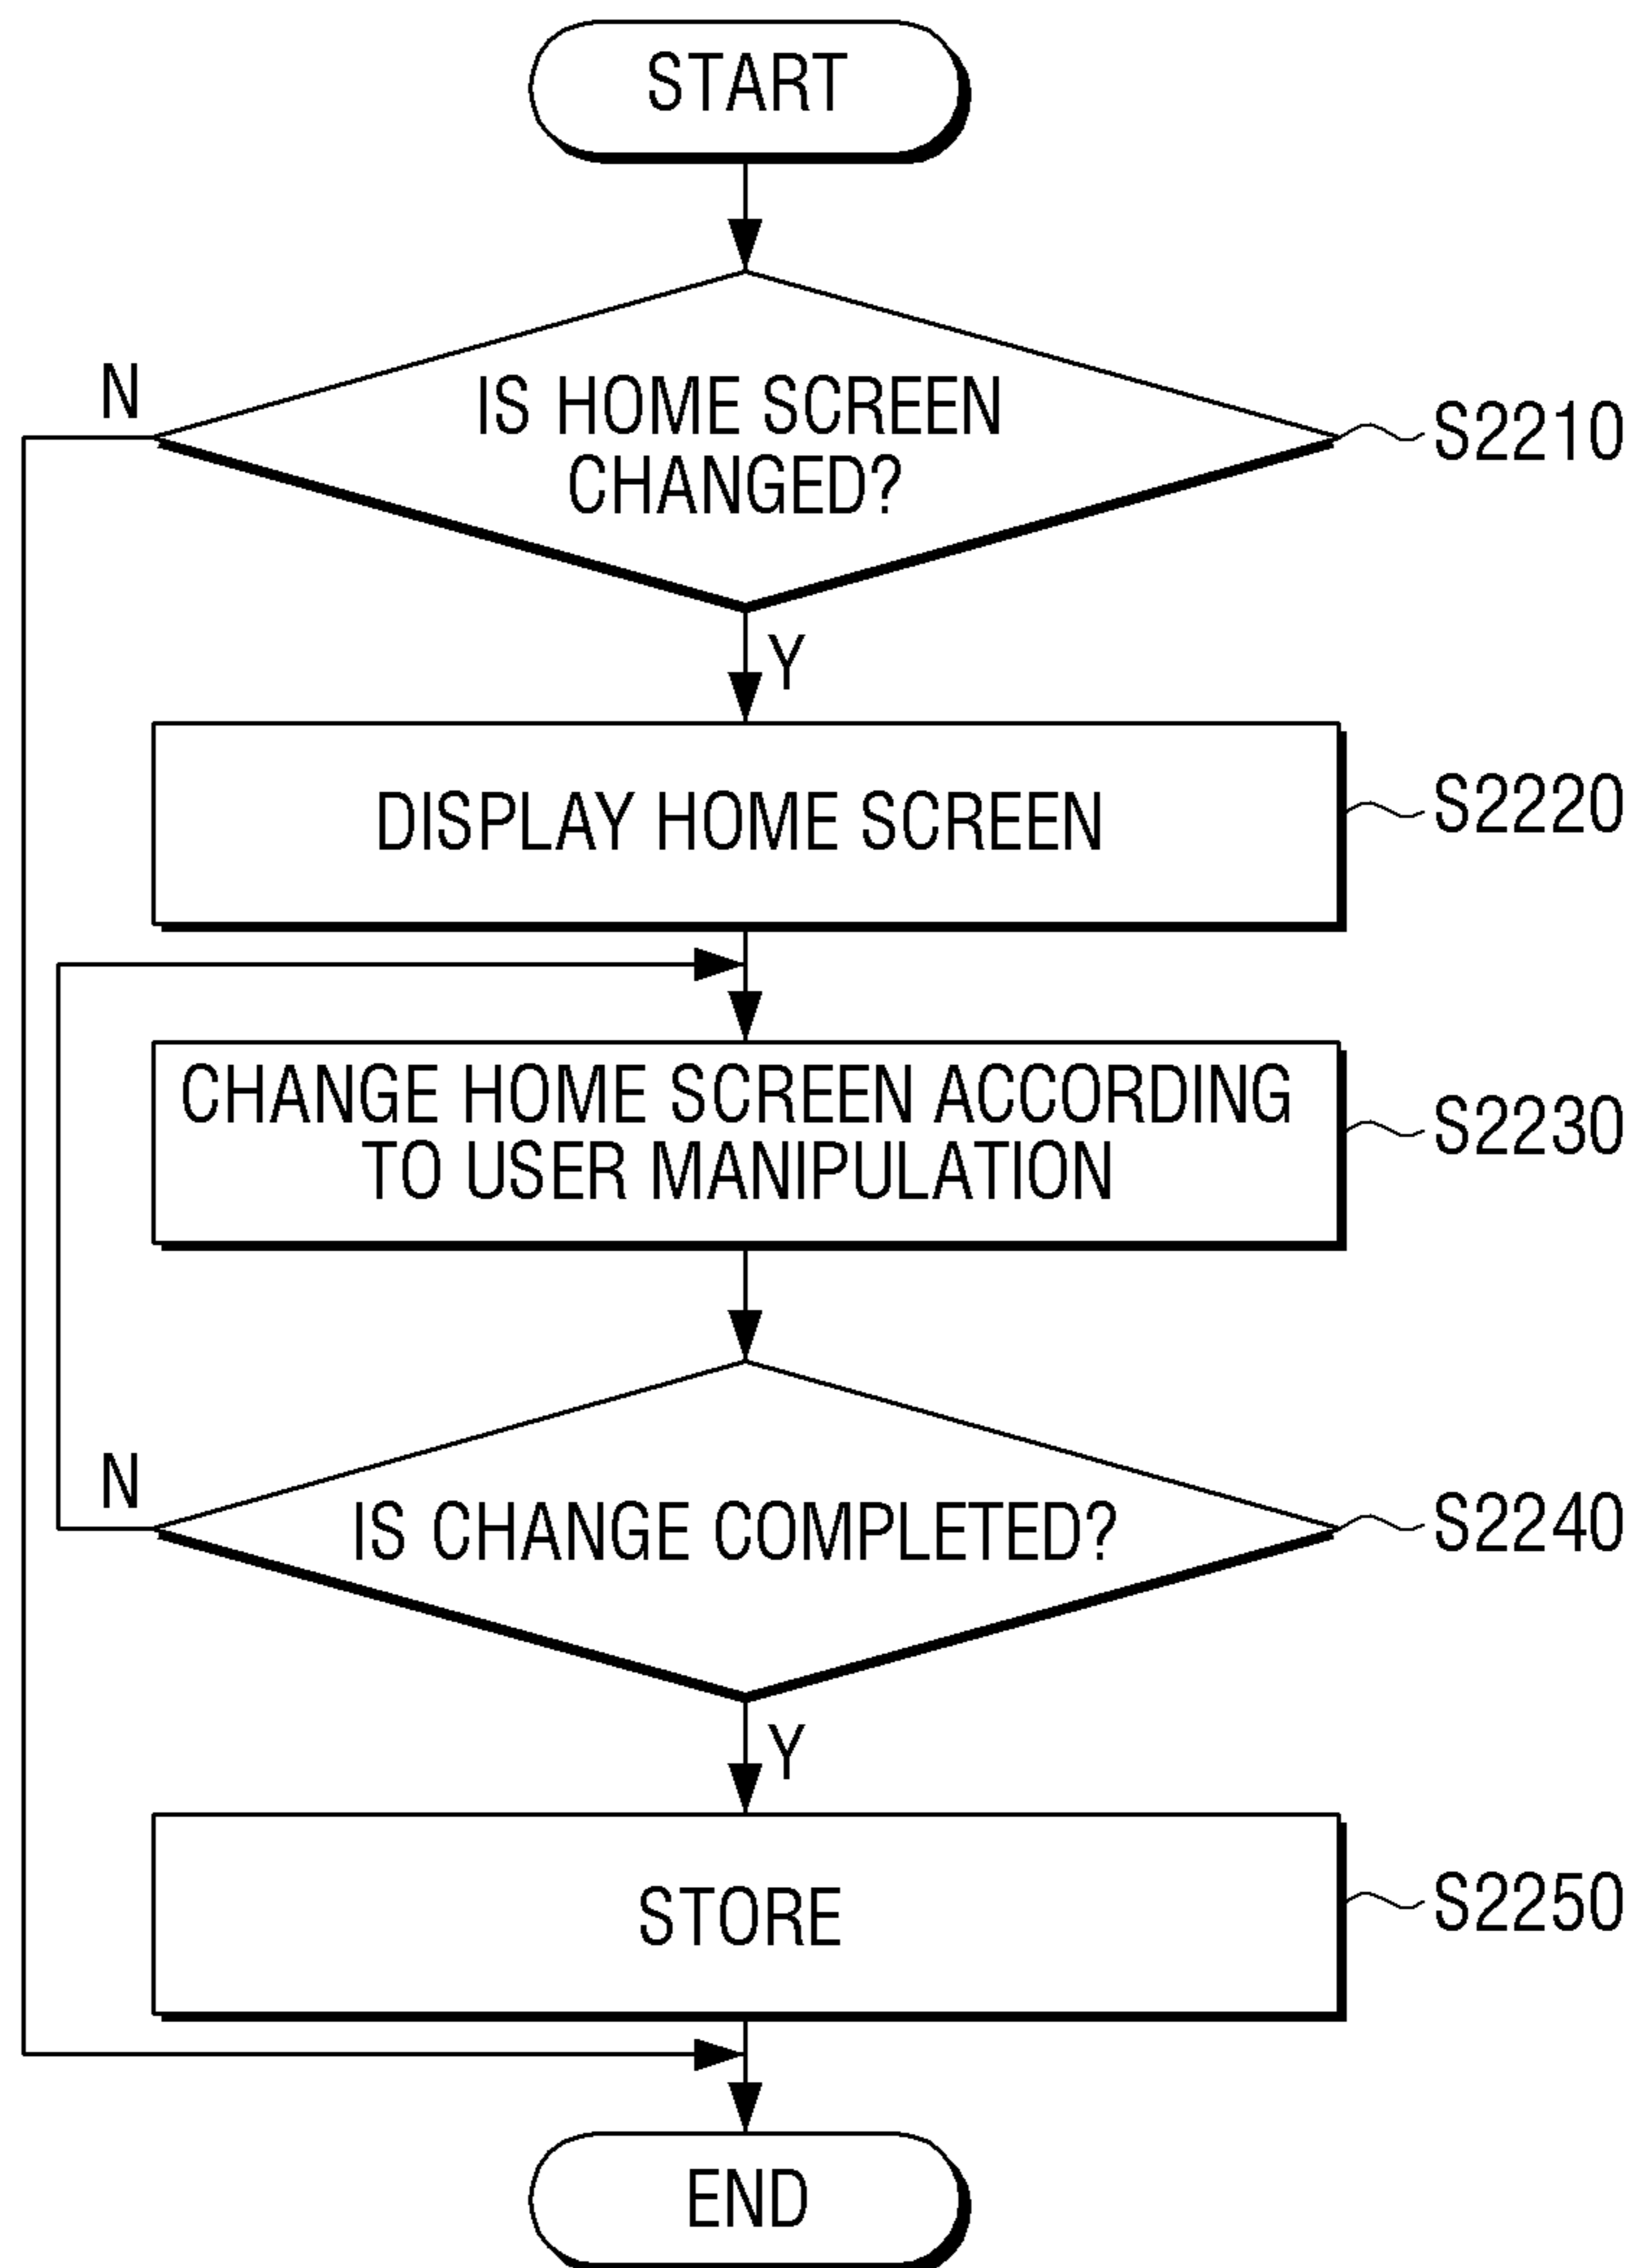 START
N
IS HOME SCREEN
CHANGED?
S2210
Y
DISPLAY HOME SCREEN
S2220
CHANGE HOME SCREEN ACCORDING
TO USER MANIPULATION
S2230
N
IS CHANGE COMPLETED?
S2240
Y
STORE
S2250
END